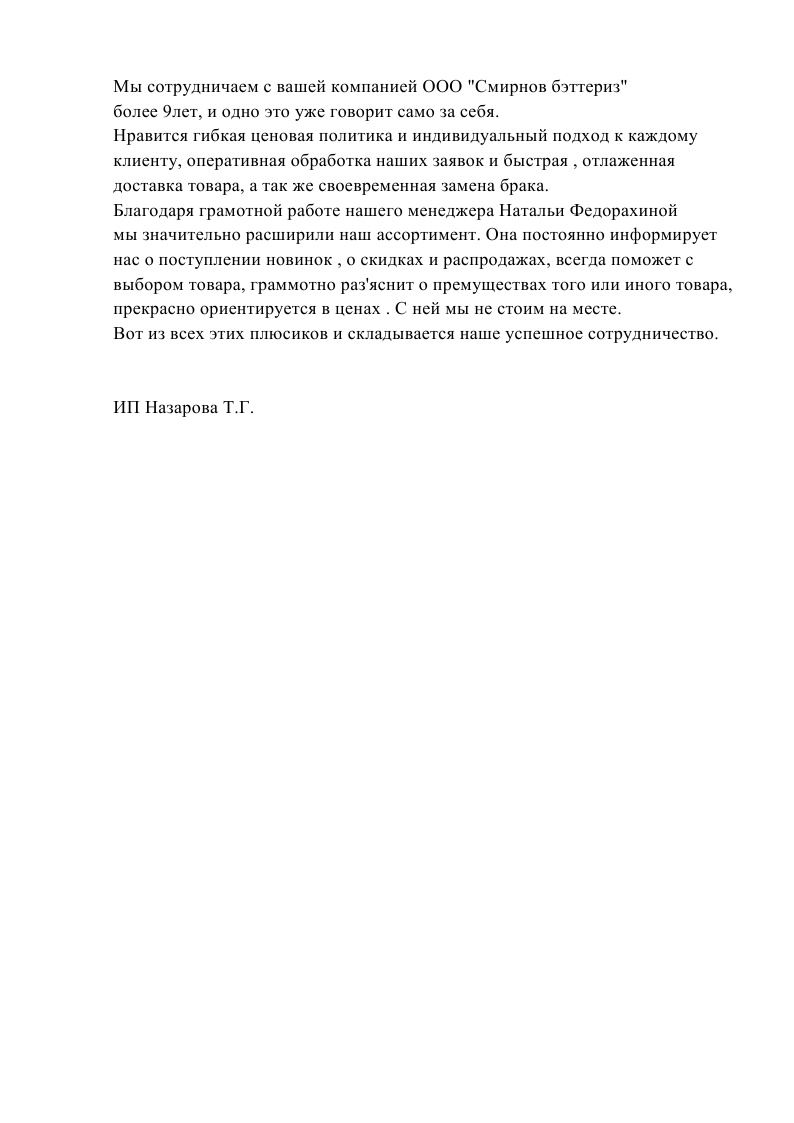 Мы сотрудничаем с вашей компанией ООО "Смирнов бэттериз"
более 9лет, и одно это уже говорит само за себя.
Нравится гибкая ценовая политика и индивидуальный подход к каждому
клиенту, оперативная обработка наших заявок и быстрая , отлаженная
доставка товара, а так же своевременная замена брака.
Благодаря грамотной работе нашего менеджера Натальи Федорахиной
мы значительно расширили наш ассортимент. Она постоянно информирует
нас о поступлении новинок , о скидках и распродажах, всегда поможет с
выбором товара, граммотно раз'яснит о премуществах того или иного товара,
прекрасно ориентируется в ценах . С ней мы не стоим на месте.
Вот из всех этих плюсиков и складывается наше успешное сотрудничество.
ИП Назарова Т.Г.